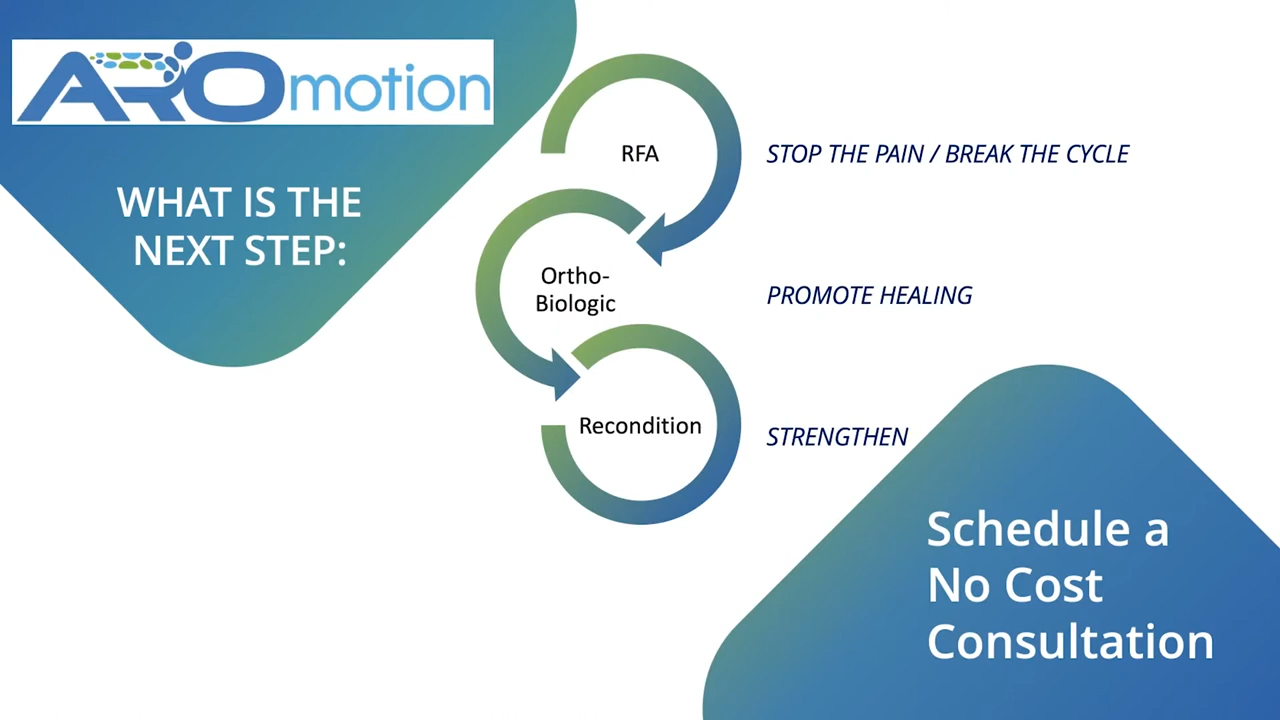 AROmotion
WHAT IS THE
NEXT STEP:
RFA
STOP THE PAIN / BREAK THE CYCLE
Ortho-
Biologic
PROMOTE HEALING
Recondition
STRENGTHEN
Schedule a
No Cost
Consultation